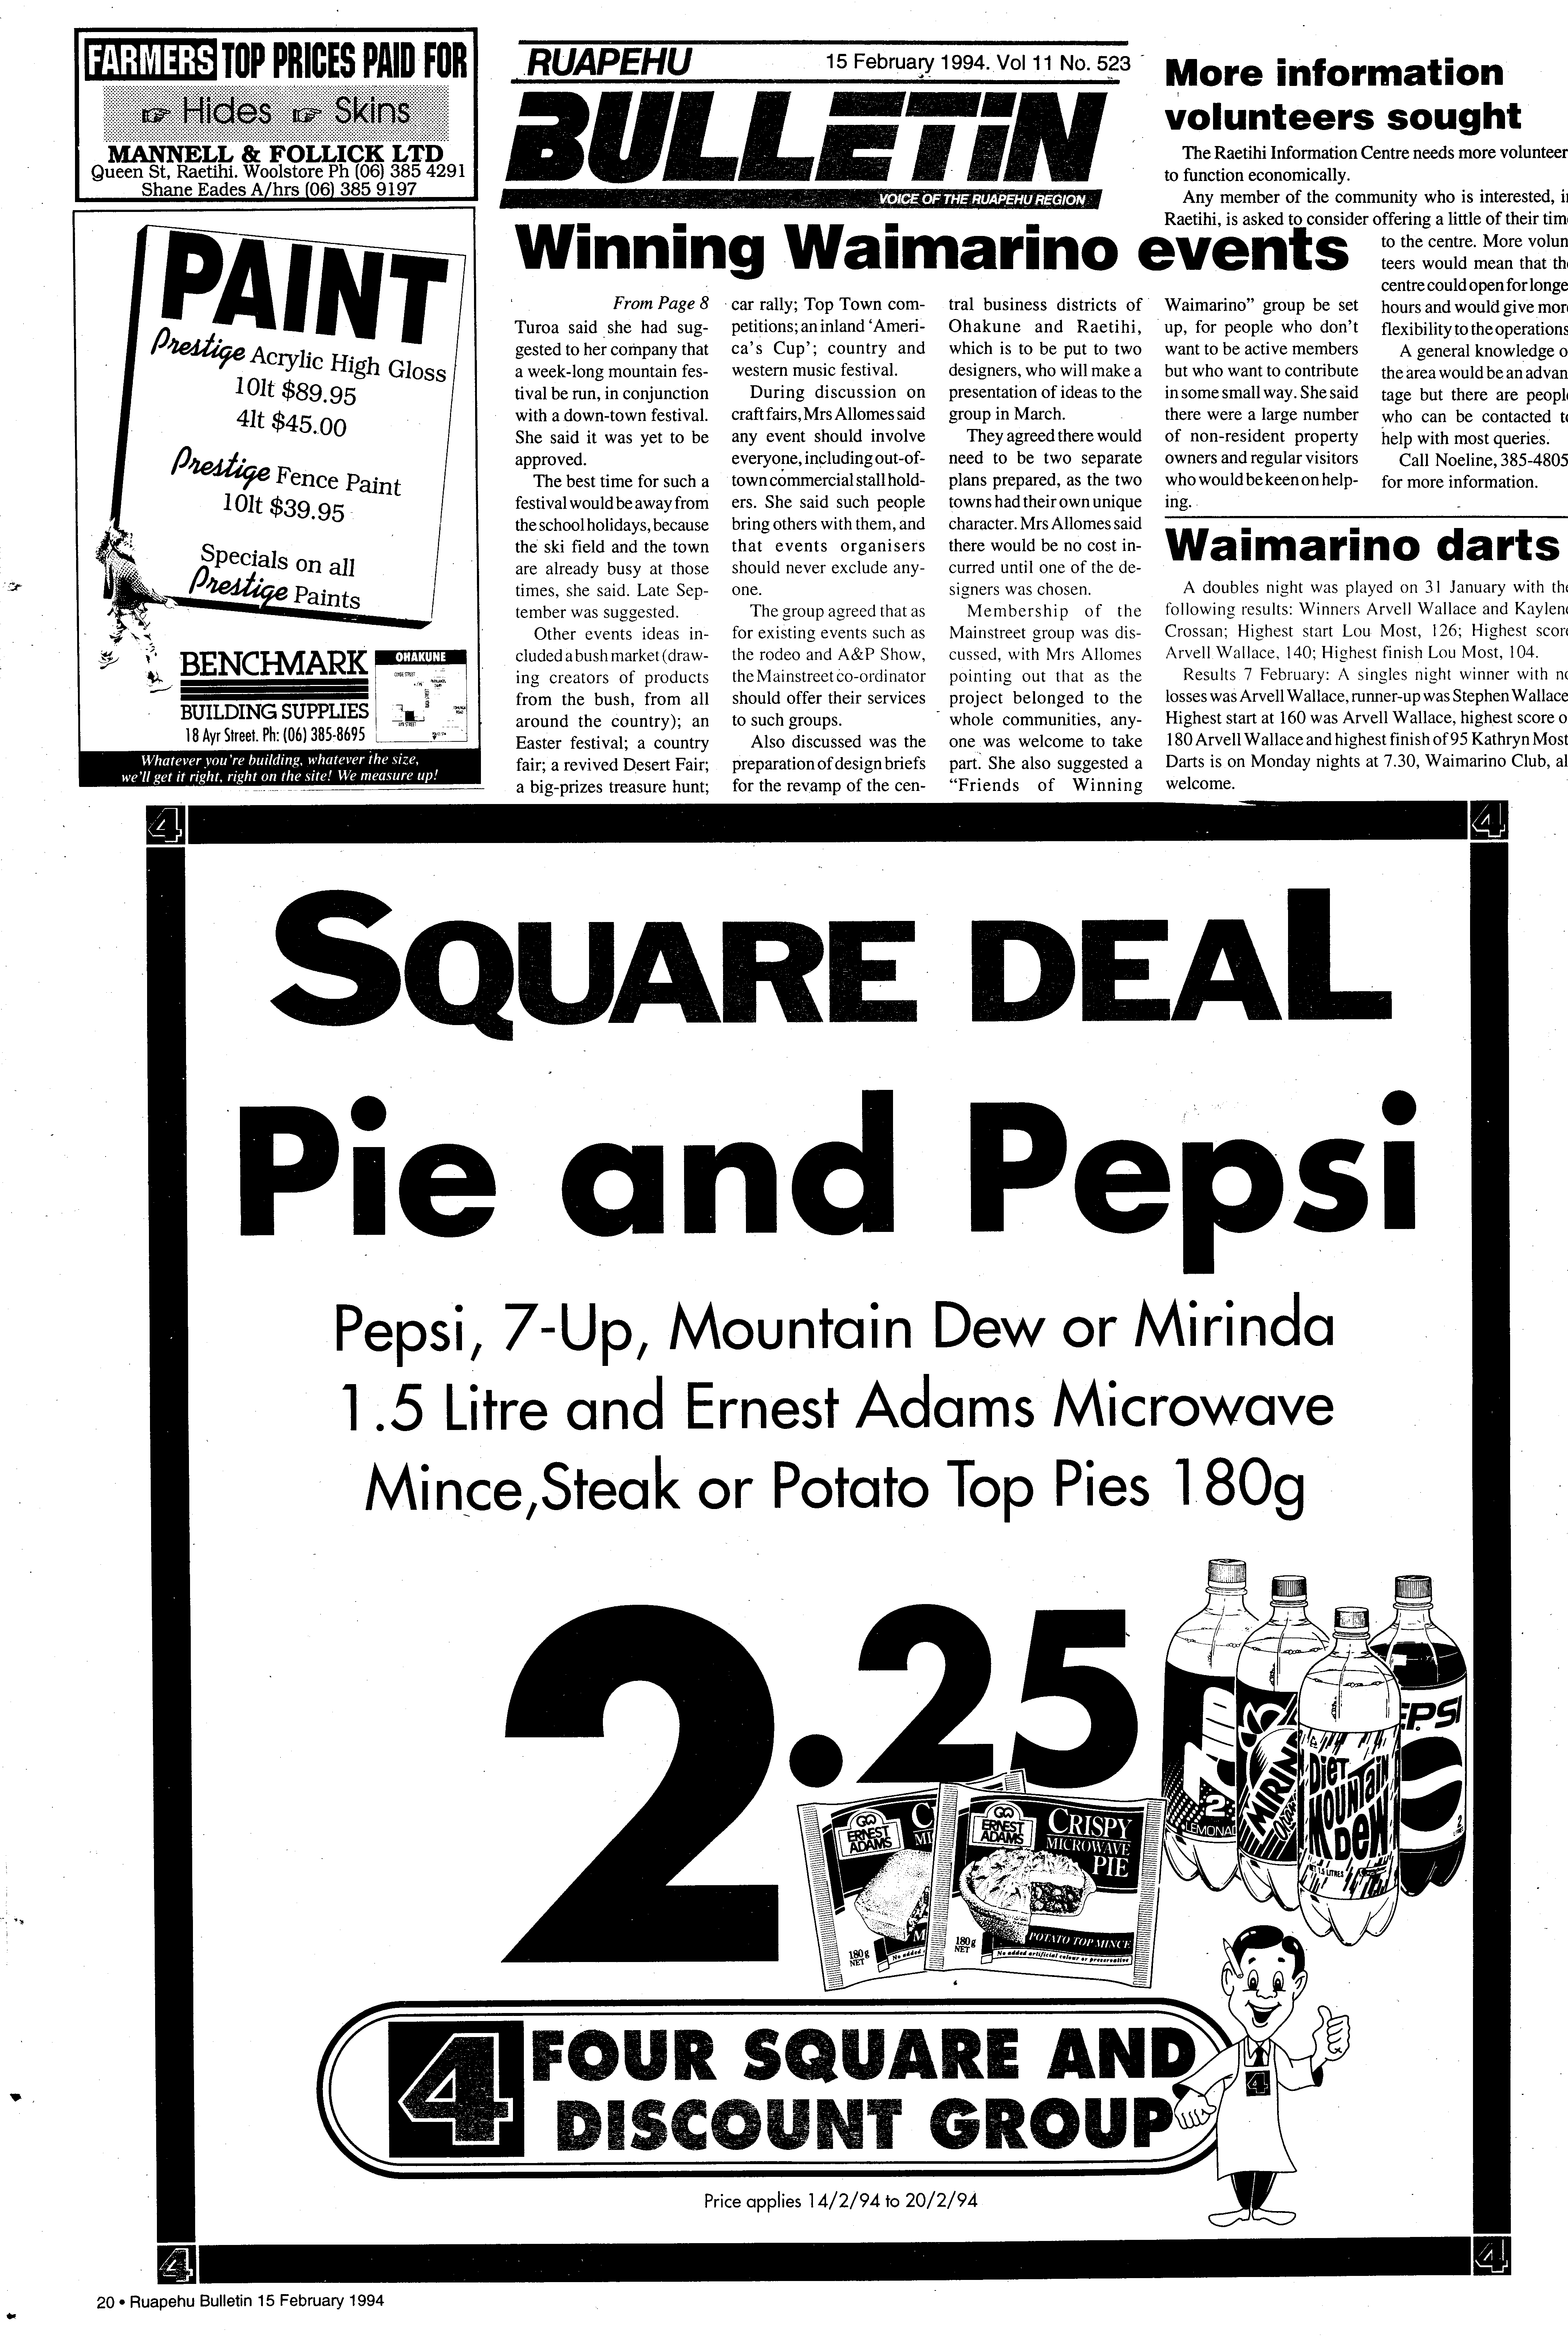 FARMERS TOP PRICES PAID FOR
☞ Hides ☞ Skins
MANNELL & FOLLICK LTD
Queen St, Raetihi. Woolstore Ph (06) 385 4291
Shane Eades A/hrs (06) 385 9197
PAINT
Prestige Acrylic High Gloss
10lt $89.95
4lt $45.00
Prestige Fence Paint
10lt $39.95
Specials on all
Prestige Paints
BENCHMARK
BUILDING SUPPLIES
18 Ayr Street. Ph: (06) 385-8695
OHAKUNE
Whatever you're building, whatever the size,
we'll get it right, right on the site! We measure up!
RUAPEHU
15 February 1994. Vol 11 No. 523
BULLETIN
VOICE OF THE RUAPEHU REGION
Winning Waimarino events
From Page 8
Turoa said she had sug-
gested to her company that
a week-long mountain fes-
tival be run, in conjunction
with a down-town festival.
She said it was yet to be
approved.
The best time for such a
festival would be away from
the school holidays, because
the ski field and the town
are already busy at those
times, she said. Late Sep-
tember was suggested.
Other events ideas in-
cluded a bush market (draw-
ing creators of products
from the bush, from all
around the country); an
Easter festival; a country
fair; a revived Desert Fair;
a big-prizes treasure hunt;
car rally; Top Town com-
petitions; an inland 'Ameri-
ca's Cup'; country and
western music festival.
During discussion on
craft fairs, Mrs Allomes said
any event should involve
everyone, including out-of-
town commercial stall hold-
ers. She said such people
bring others with them, and
that events organisers
should never exclude any-
one.
The group agreed that as
for existing events such as
the rodeo and A&P Show,
the Mainstreet co-ordinator
should offer their services
to such groups.
Also discussed was the
preparation of design briefs
for the revamp of the cen-
tral business districts of
Ohakune and Raetihi,
which is to be put to two
designers, who will make a
presentation of ideas to the
group in March.
They agreed there would
need to be two separate
plans prepared, as the two
towns had their own unique
character. Mrs Allomes said
there would be no cost in-
curred until one of the de-
signers was chosen.
Membership of the
Mainstreet group was dis-
cussed, with Mrs Allomes
pointing out that as the
project belonged to the
whole communities, any-
one was welcome to take
part. She also suggested a
"Friends of Winning
Waimarino" group be set
up, for people who don't
want to be active members
but who want to contribute
in some small way. She said
there were a large number
of non-resident property
owners and regular visitors
who would be keen on help-
ing.
More information
volunteers sought
The Raetihi Information Centre needs more volunteer
to function economically.
Any member of the community who is interested, i
Raetihi, is asked to consider offering a little of their tim
to the centre. More volun
teers would mean that th
centre could open for longe
hours and would give mor
flexibility to the operations
A general knowledge o
the area would be an advan
tage but there are peopl
who can be contacted t
help with most queries.
Call Noeline, 385-4805
for more information.
Waimarino darts
A doubles night was played on 31 January with the
following results: Winners Arvell Wallace and Kaylene
Crossan; Highest start Lou Most, 126; Highest score
Arvell Wallace, 140; Highest finish Lou Most, 104.
Results 7 February: A singles night winner with no
losses was Arvell Wallace, runner-up was Stephen Wallace
Highest start at 160 was Arvell Wallace, highest score o
180 Arvell Wallace and highest finish of 95 Kathryn Most
Darts is on Monday nights at 7.30, Waimarino Club, al
welcome.
4 4
SQUARE DEAL
Pie and Pepsi
Pepsi, 7-Up, Mountain Dew or Mirinda
1.5 Litre and Ernest Adams Microwave
Mince,Steak or Potato Top Pies 180g
2.25
ERNEST ADAMS
180g NET
No added
ERNEST ADAMS
CRISPY
MICROWAVE
PIE
POTATO TOP MINCE
180g NET
No added artificial colour or preservative
2
LEMONAD
MIRIN
DIET
MOUNTAIN
DEW
1.5 LITRES
EPSI
4 FOUR SQUARE AND
DISCOUNT GROUP
4
Price applies 14/2/94 to 20/2/94
4 4
20 • Ruapehu Bulletin 15 February 1994